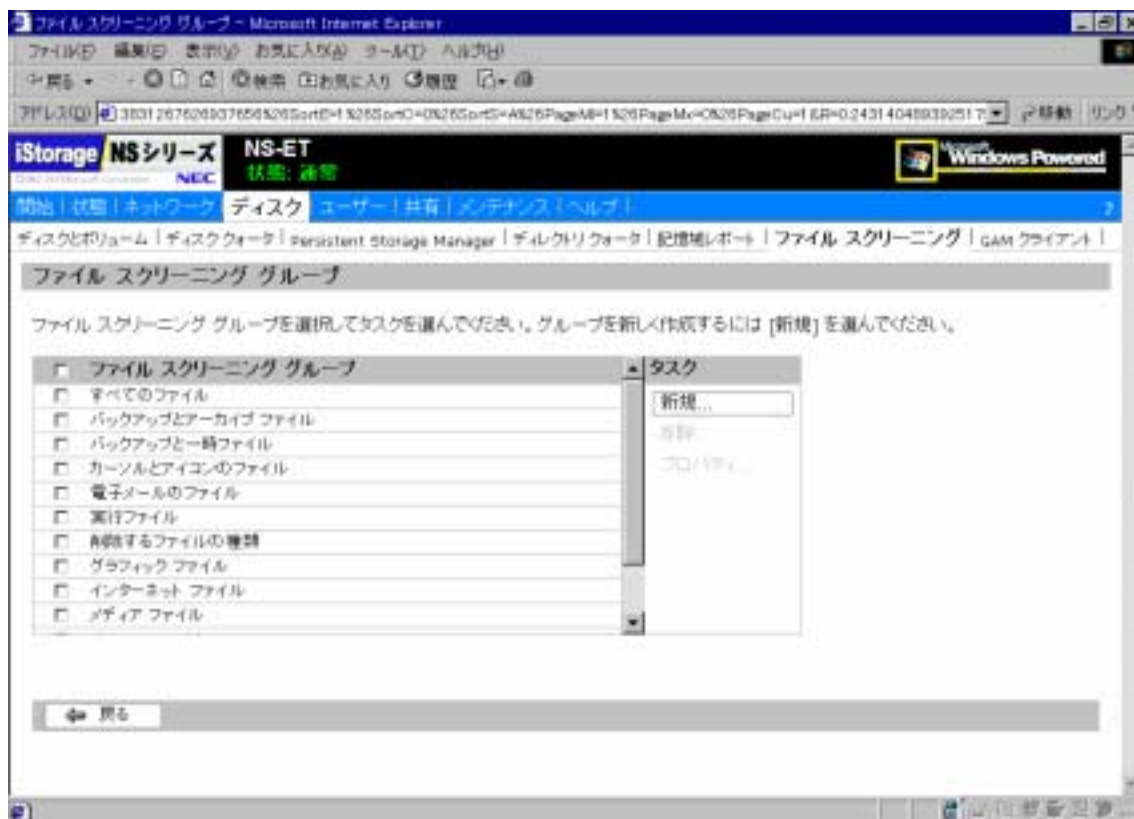 ファイル スクリーニング グループ - Microsoft Internet Explorer
ファイル(F) 編集(E) 表示(V) お気に入り(A) ツール(T) ヘルプ(H)
戻る 検索 お気に入り 履歴
アドレス(D) 移動 リンク
iStorage NSシリーズ NS-ET Microsoft Windows Powered
NEC 状態: 通常
開始 | 状態 | ネットワーク | ディスク | ユーザー | 共有 | メンテナンス | ヘルプ | ?
ディスクとボリューム | ディスク クォータ | Persistent Storage Manager | ディレクトリ クォータ | 記憶域レポート | ファイル スクリーニング | GAM クライアント |
ファイル スクリーニング グループ
ファイル スクリーニング グループを選択してタスクを選んでください。グループを新しく作成するには [新規] を選んでください。
ファイル スクリーニング グループ タスク
すべてのファイル 新規...
バックアップとアーカイブ ファイル 削除
バックアップと一時ファイル プロパティ...
カーソルとアイコンのファイル
電子メールのファイル
実行ファイル
削除するファイルの種類
グラフィック ファイル
インターネット ファイル
メディア ファイル
戻る